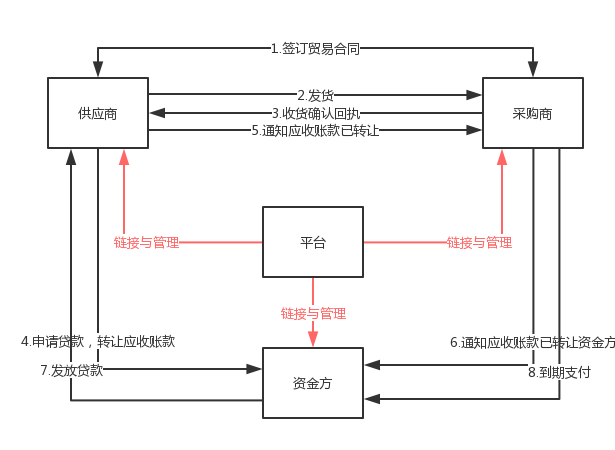 1.签订贸易合同
供应商
2.发货
采购商
3.收货确认回执
5.通知应收账款已转让
链接与管理
平台
链接与管理
链接与管理
4.申请贷款，转让应收账款
6.通知应收账款已转让资金方
7.发放贷款
8.到期支付
资金方